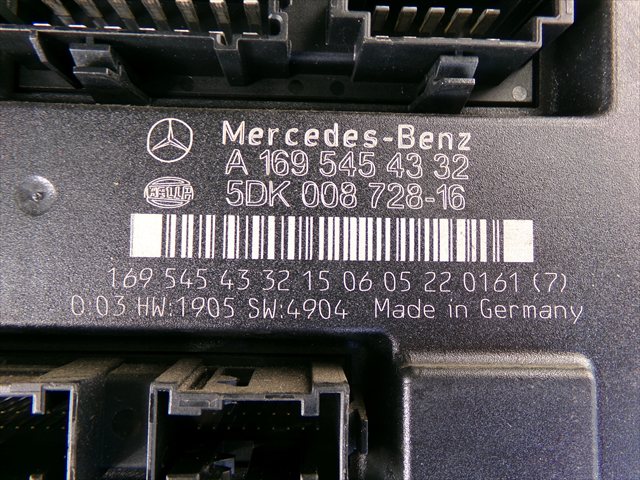 Mercedes-Benz
A 169 545 43 32
HELLA
5DK 008 728-16
169 545 43 32 15 06 05 22 0161 (7)
0:03 HW:1905 SW:4904 Made in Germany